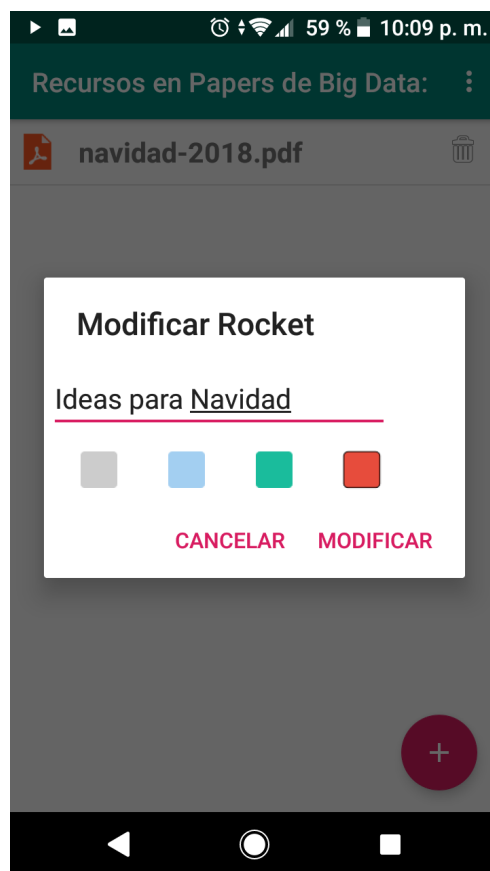 59 % 10:09 p. m.
Recursos en Papers de Big Data:
navidad-2018.pdf
Modificar Rocket
Ideas para Navidad
CANCELAR MODIFICAR
+